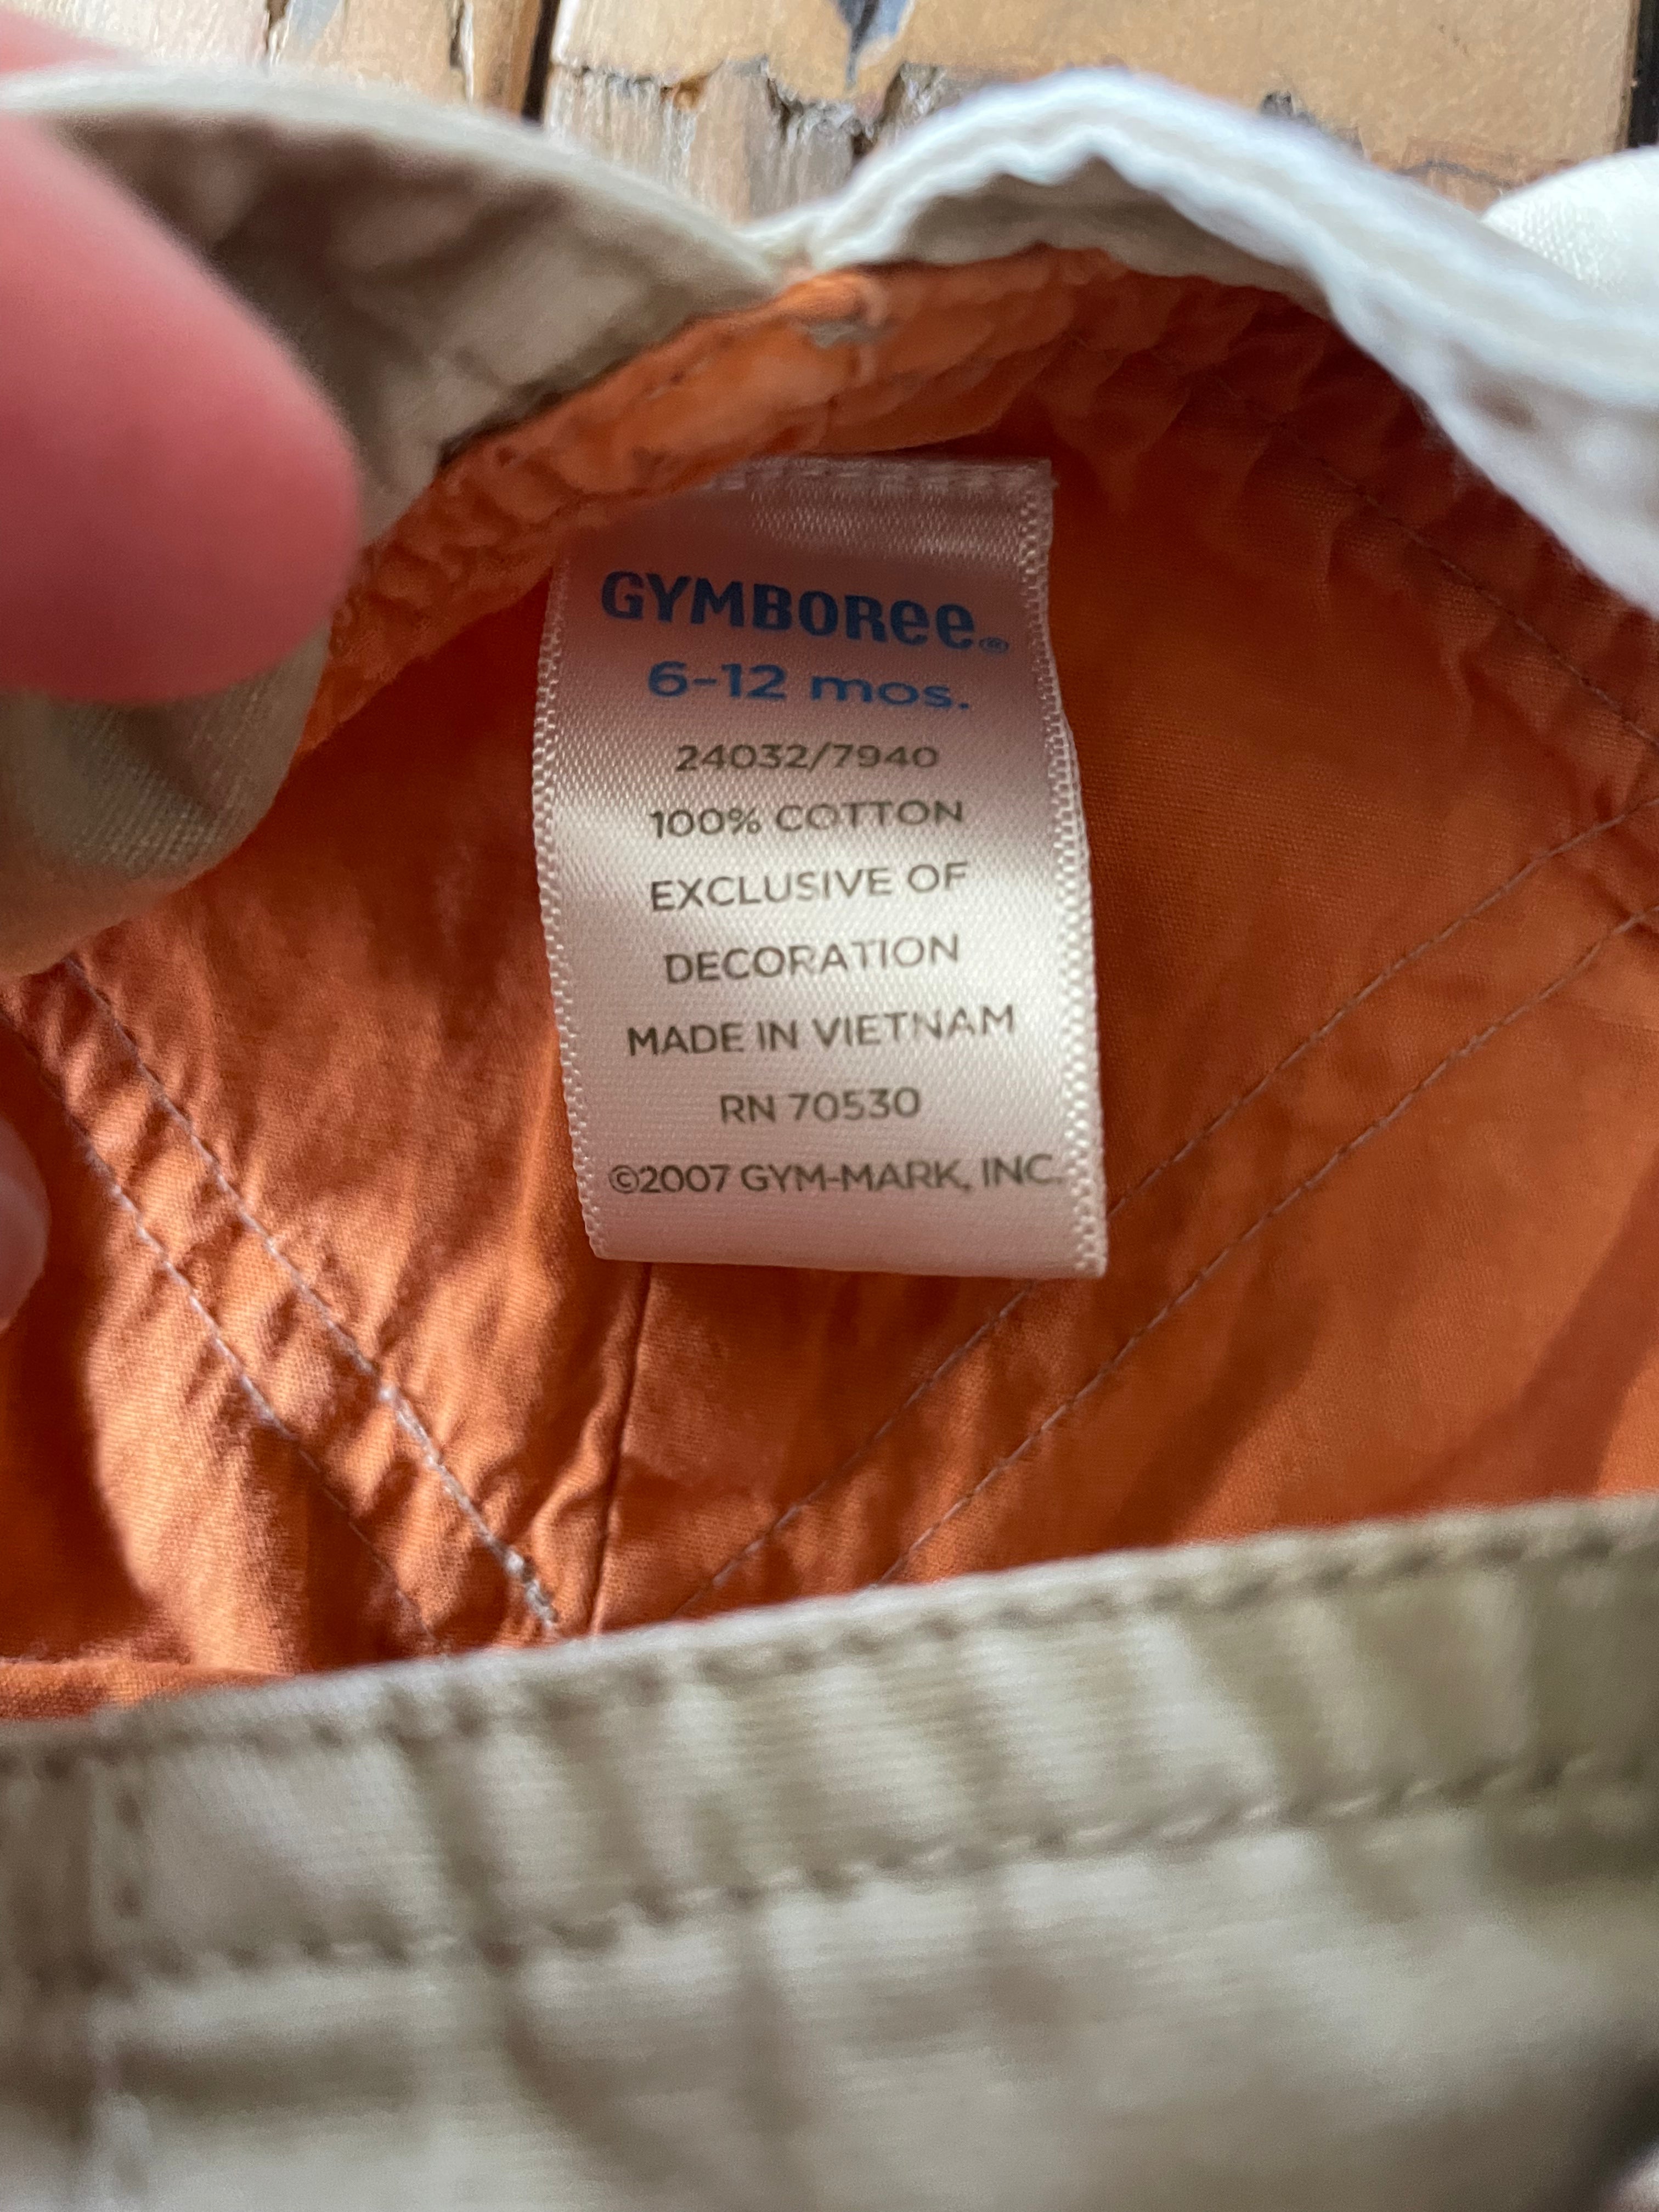 GYMBOREE®
6-12 mos.
24032/7940
100% COTTON
EXCLUSIVE OF
DECORATION
MADE IN VIETNAM
RN 70530
©2007 GYM-MARK, INC.